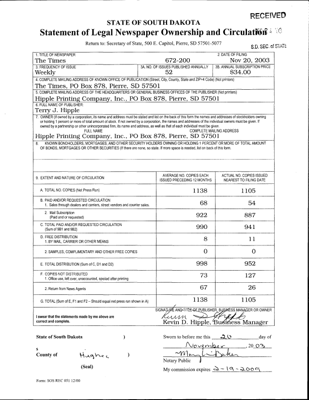 RECEIVED
STATE OF SOUTH DAKOTA
Statement of Legal Newspaper Ownership and Circulation
Return to: Secretary of State, 500 E. Capitol, Pierre, SD 57501-5077
S.D. SEC. of STATE
1. TITLE OF NEWSPAPER
The Times 672-200
2. DATE OF FILING
Nov 20, 2003
3. FREQUENCY OF ISSUE
Weekly
3A. NO. OF ISSUES PUBLISHED ANNUALLY
52
3B. ANNUAL SUBSCRIPTION PRICE
$34.00
4. COMPLETE MAILING ADDRESS OF KNOWN OFFICE OF PUBLICATION (Street, City, County, State and ZIP+4 Code) (Not printers)
The Times, PO Box 878, Pierre, SD 57501
5. COMPLETE MAILING ADDRESS OF THE HEADQUARTERS OR GENERAL BUSINESS OFFICES OF THE PUBLISHER (Not printers)
Hipple Printing Company, Inc., PO Box 878, Pierre, SD 57501
6. FULL NAME OF PUBLISHER:
Terry J. Hipple
7. OWNER (If owned by a corporation, its name and address must be stated and also on the back of this form the names and addresses of stockholders owning
or holding 1 percent or more of total amount of stock. If not owned by a corporation, the names and addresses of the individual owners must be given. If
owned by a partnership or other unincorporated firm, its name and address, as well as that of each individual must be given)
FULL NAME COMPLETE MAILING ADDRESS
Hipple Printing Company, Inc., PO Box 878, Pierre, SD 57501
8. KNOWN BONDHOLDERS, MORTGAGES, AND OTHER SECURITY HOLDERS OWNING OR HOLDING 1 PERCENT OR MORE OF TOTAL AMOUNT
OF BONDS, MORTGAGES OR OTHER SECURITIES (If there are none, so state. If more space is needed, list on back of this form.
9. EXTENT AND NATURE OF CIRCULATION
AVERAGE NO. COPIES EACH ISSUED PRECEDING 12 MONTHS
ACTUAL NO. COPIES ISSUED NEAREST TO FILING DATE
A. TOTAL NO. COPIES (Net Press Run) 1138 1105
B. PAID AND/OR REQUESTED CIRCULATION
1. Sales through dealers and carriers, street vendors and counter sales. 68 54
2. Mail Subscription
(Paid and or requested) 922 887
C. TOTAL PAID AND/OR REQUESTED CIRCULATION
(Sum of 9B1 and 9B2) 990 941
D. FREE DISTRIBUTION
1. BY MAIL, CARRIER OR OTHER MEANS 8 11
2. SAMPLES, COMPLIMENTARY AND OTHER FREE COPIES 0 0
E. TOTAL DISTRIBUTION (Sum of C, D1 and D2) 998 952
F. COPIES NOT DISTRIBUTED
1. Office use, left over, unaccounted, spoiled after printing 73 127
2. Return from News Agents 67 26
G. TOTAL (Sum of E, F1 and F2 – Should equal net press run shown in A) 1138 1105
I swear that the statements made by me above are
correct and complete.
SIGNATURE AND TITLE OF PUBLISHER, BUSINESS MANAGER OR OWNER
Kevin D. Hipple, Business Manager
State of South Dakota )
Sworn to before me this 20 day of
November, 2003
County of Hughes )
(Seal)
Notary Public
My commission expires 2-19-2009